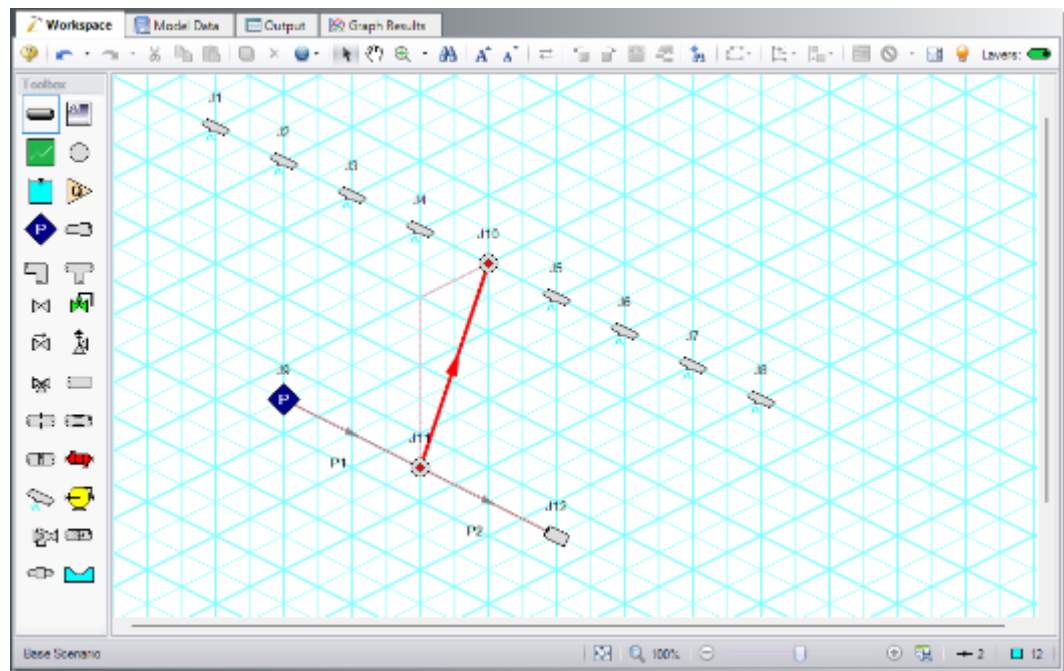 Workspace Model Data Output Graph Results
A A Layers:
Toolbox
J1
J2
J3
J4
J10
J5
J6
J7
J9 J8
P
J11
P1
J12
P2
Base Scenario 100% 2 12